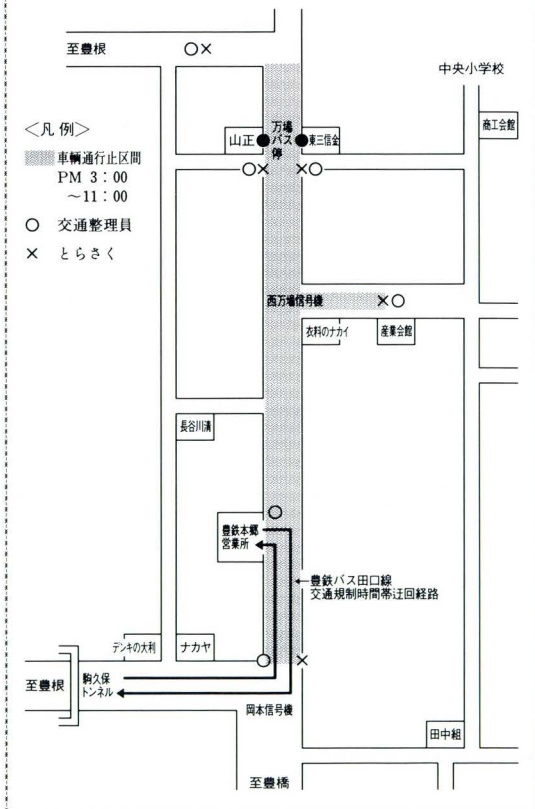 至豊根
○×
中央小学校
<凡例>
車輌通行止区間
PM 3:00
~11:00
○ 交通整理員
× とらさく
山正
万場
バス
停
東三信金
商工会館
西万場信号機
衣料のナカイ
産業会館
長谷川清
豊鉄本郷
営業所
豊鉄バス田口線
交通規制時間帯迂回経路
デンキの大利
ナカヤ
至豊根
駒久保
トンネル
岡本信号機
田中組
至豊橋